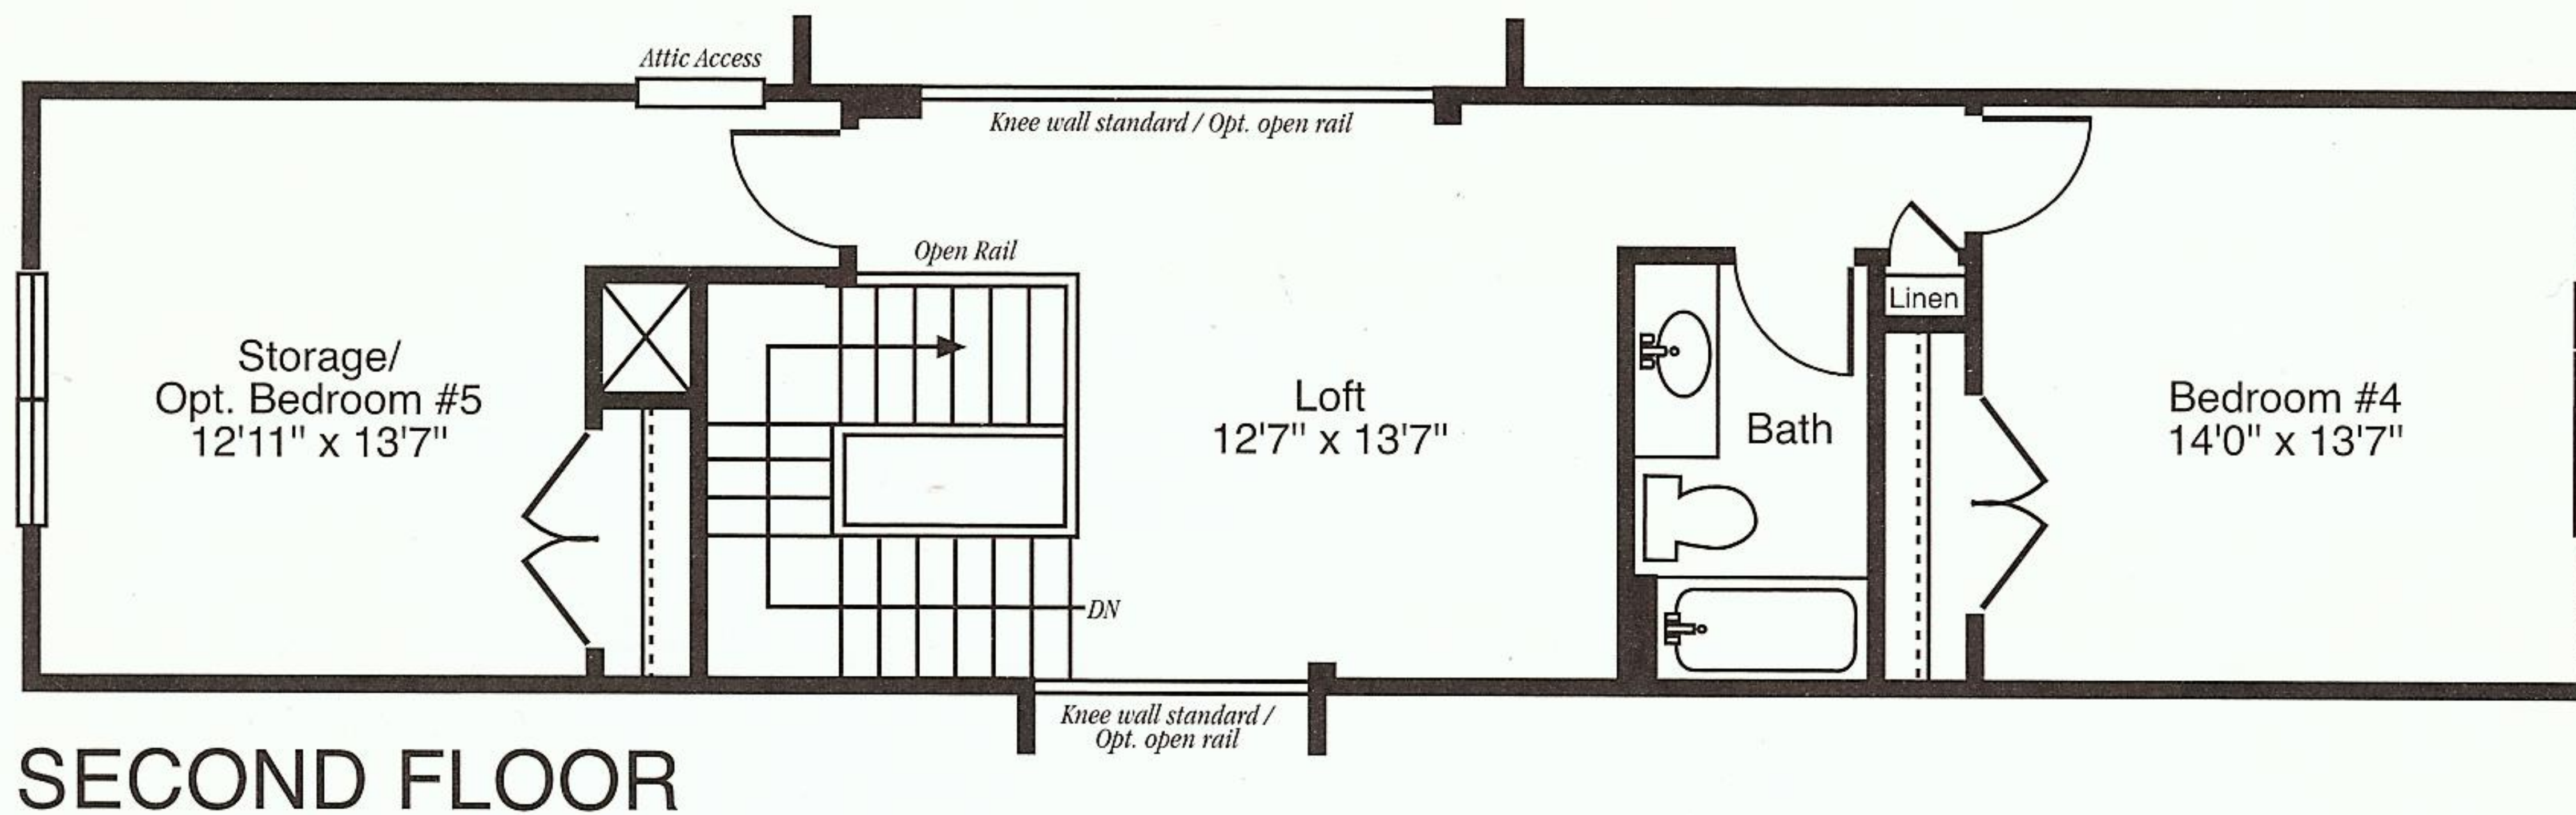 Attic Access
Knee wall standard / Opt. open rail
Open Rail
Linen
Storage/
Opt. Bedroom #5
12'11" x 13'7"
Loft
12'7" x 13'7"
Bath
Bedroom #4
14'0" x 13'7"
DN
Knee wall standard /
Opt. open rail
SECOND FLOOR